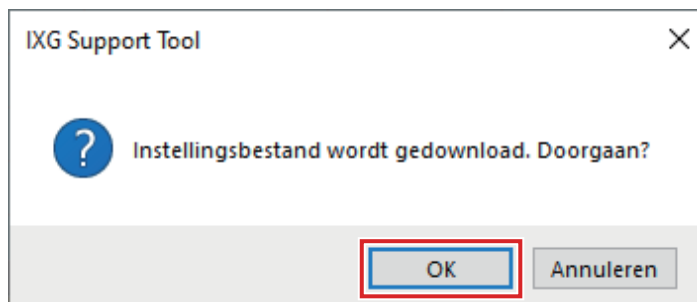 IXG Support Tool
Instellingsbestand wordt gedownload. Doorgaan?
OK
Annuleren